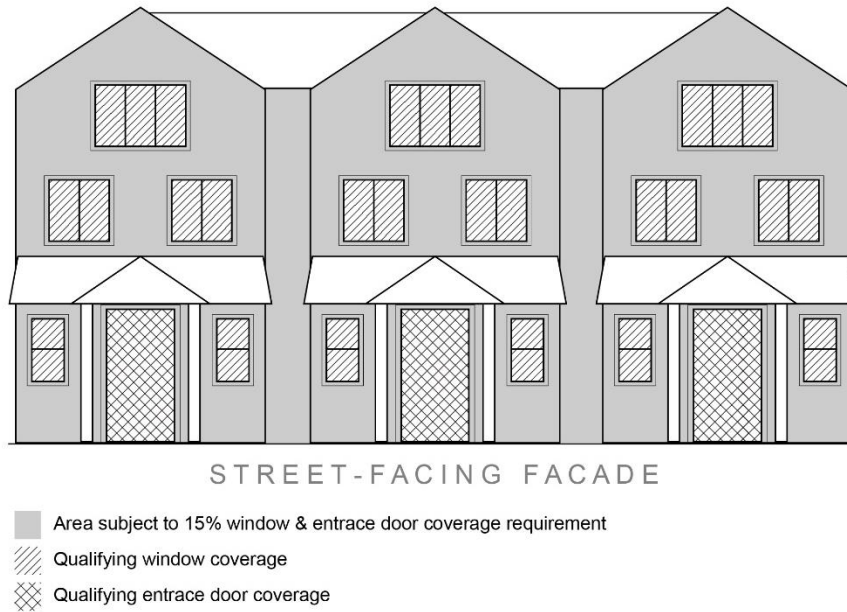 STREET-FACING FACADE
Area subject to 15% window & entrace door coverage requirement
Qualifying window coverage
Qualifying entrace door coverage